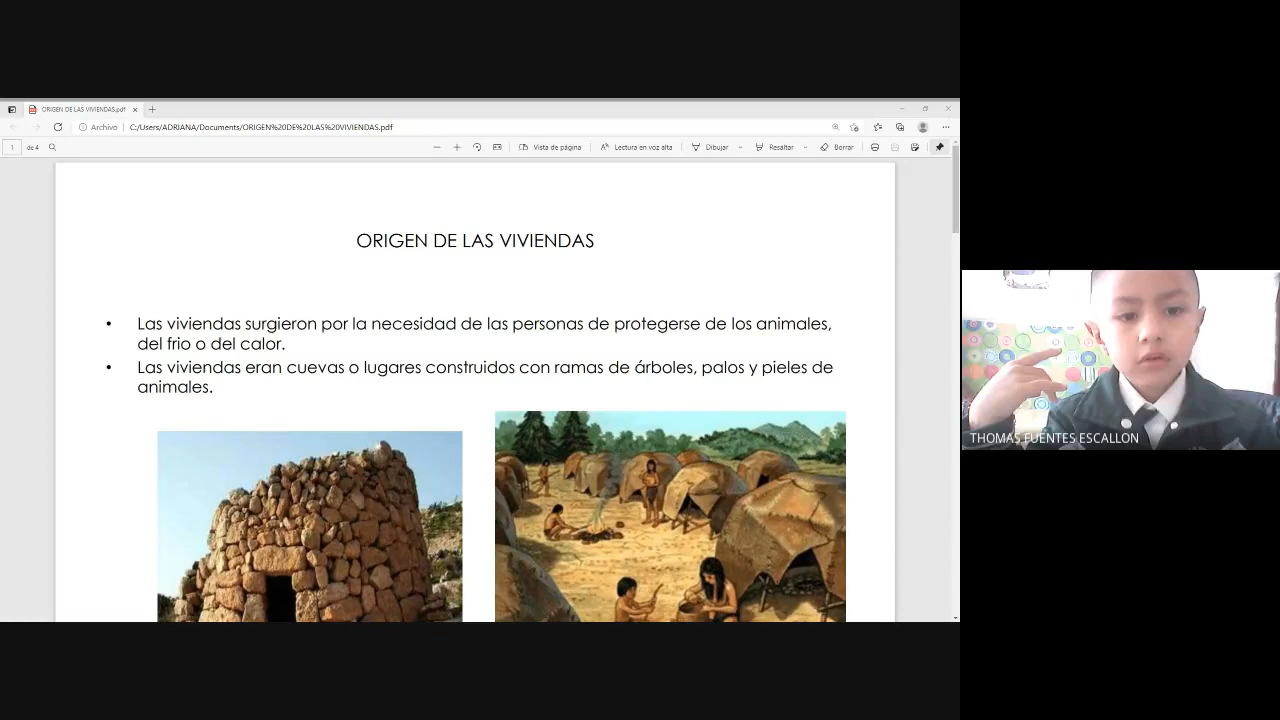 ORIGEN DE LAS VIVIENDAS.pdf
Archivo
C:/Users/ADRIANA/Documents/ORIGEN%20DE%20LAS%20VIVIENDAS.pdf
1 de 4 Vista de página Lectura en voz alta Dibujar Resaltar Borrar
ORIGEN DE LAS VIVIENDAS
• Las viviendas surgieron por la necesidad de las personas de protegerse de los animales,
del frio o del calor.
• Las viviendas eran cuevas o lugares construidos con ramas de árboles, palos y pieles de
animales.
THOMAS FUENTES ESCALLON